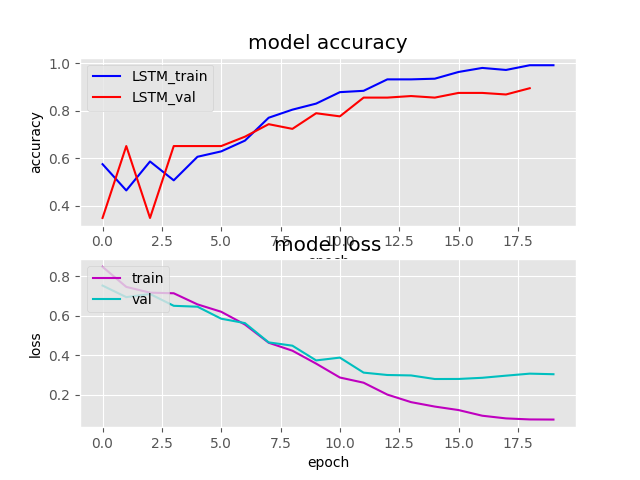 model accuracy
1.0
0.8
0.6
0.4
accuracy
LSTM_train
LSTM_val
0.0 2.5 5.0 7.5 10.0 12.5 15.0 17.5
epoch
model loss
0.8
0.6
0.4
0.2
loss
train
val
0.0 2.5 5.0 7.5 10.0 12.5 15.0 17.5
epoch